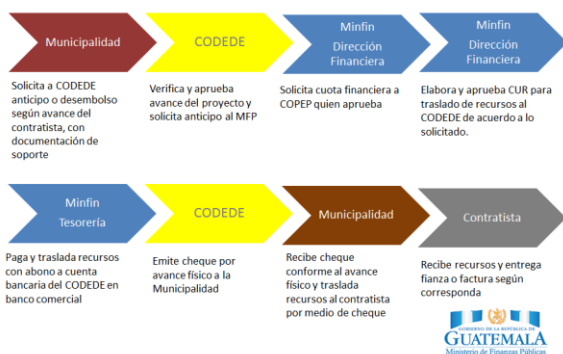 Municipalidad
CODEDE
Minfin
Dirección
Financiera
Minfin
Dirección
Financiera
Solicita a CODEDE
anticipo o desembolso
según avance del
contratista, con
documentación de
soporte
Verifica y aprueba
avance del proyecto y
solicita anticipo al MFP
Solicita cuota financiera a
COPEP quien aprueba
Elabora y aprueba CUR para
traslado de recursos al
CODEDE de acuerdo a lo
solicitado.
Minfin
Tesorería
CODEDE
Municipalidad
Contratista
Paga y traslada recursos
con abono a cuenta
bancaria del CODEDE en
banco comercial
Emite cheque por
avance físico a la
Municipalidad
Recibe cheque
conforme al avance
físico y traslada
recursos al contratista
por medio de cheque
Recibe recursos y entrega
fianza o factura según
corresponda
GOBIERNO DE LA REPÚBLICA DE
GUATEMALA
Ministerio de Finanzas Públicas